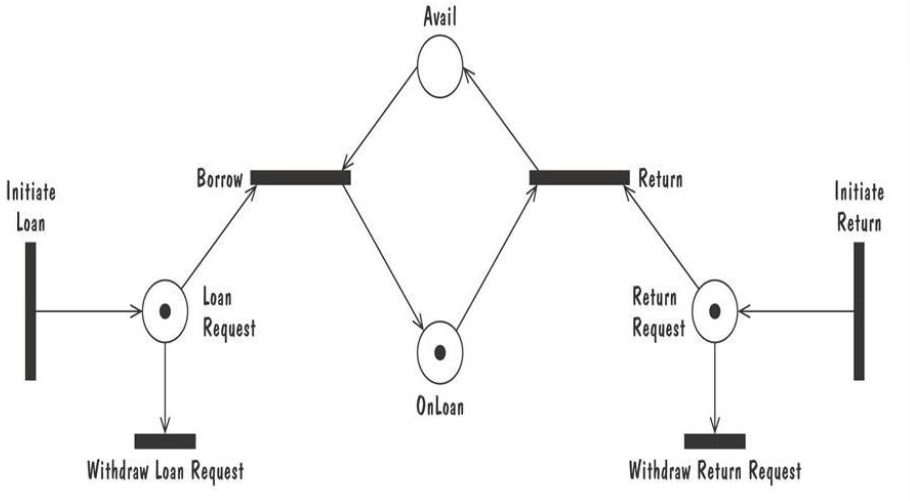 Avail
Borrow
Return
Initiate
Loan
Initiate
Return
Loan
Request
Return
Request
OnLoan
Withdraw Loan Request
Withdraw Return Request